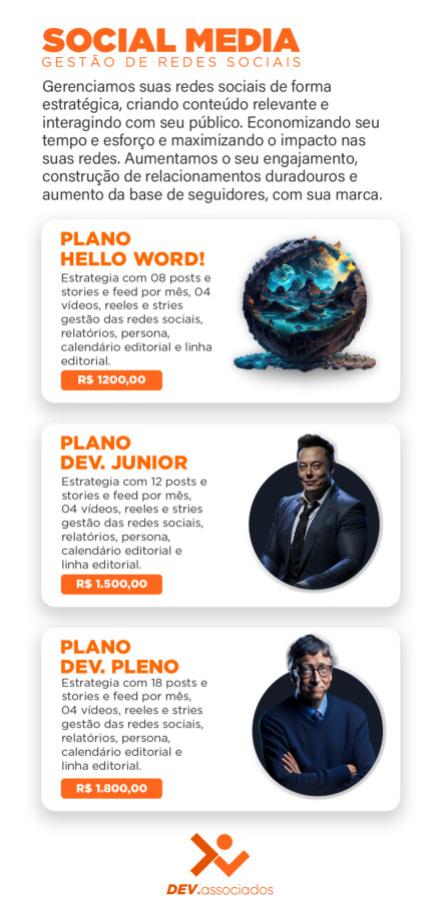 SOCIAL MEDIA
GESTÃO DE REDES SOCIAIS
Gerenciamos suas redes sociais de forma
estratégica, criando conteúdo relevante e
interagindo com seu público. Economizando seu
tempo e esforço e maximizando o impacto nas
suas redes. Aumentamos o seu engajamento,
construção de relacionamentos duradouros e
aumento da base de seguidores, com sua marca.
PLANO
HELLO WORD!
Estrategia com 08 posts e
stories e feed por mês, 04
vídeos, reeles e stries
gestão das redes sociais,
relatórios, persona,
calendário editorial e linha
editorial.
R$ 1200,00
PLANO
DEV. JUNIOR
Estrategia com 12 posts e
stories e feed por mês,
04 vídeos, reeles e stries
gestão das redes sociais,
relatórios, persona,
calendário editorial e
linha editorial.
R$ 1.500,00
PLANO
DEV. PLENO
Estrategia com 18 posts e
stories e feed por mês,
04 vídeos, reeles e stries
gestão das redes sociais,
relatórios, persona,
calendário editorial e
linha editorial.
R$ 1.800,00
DEV.associados